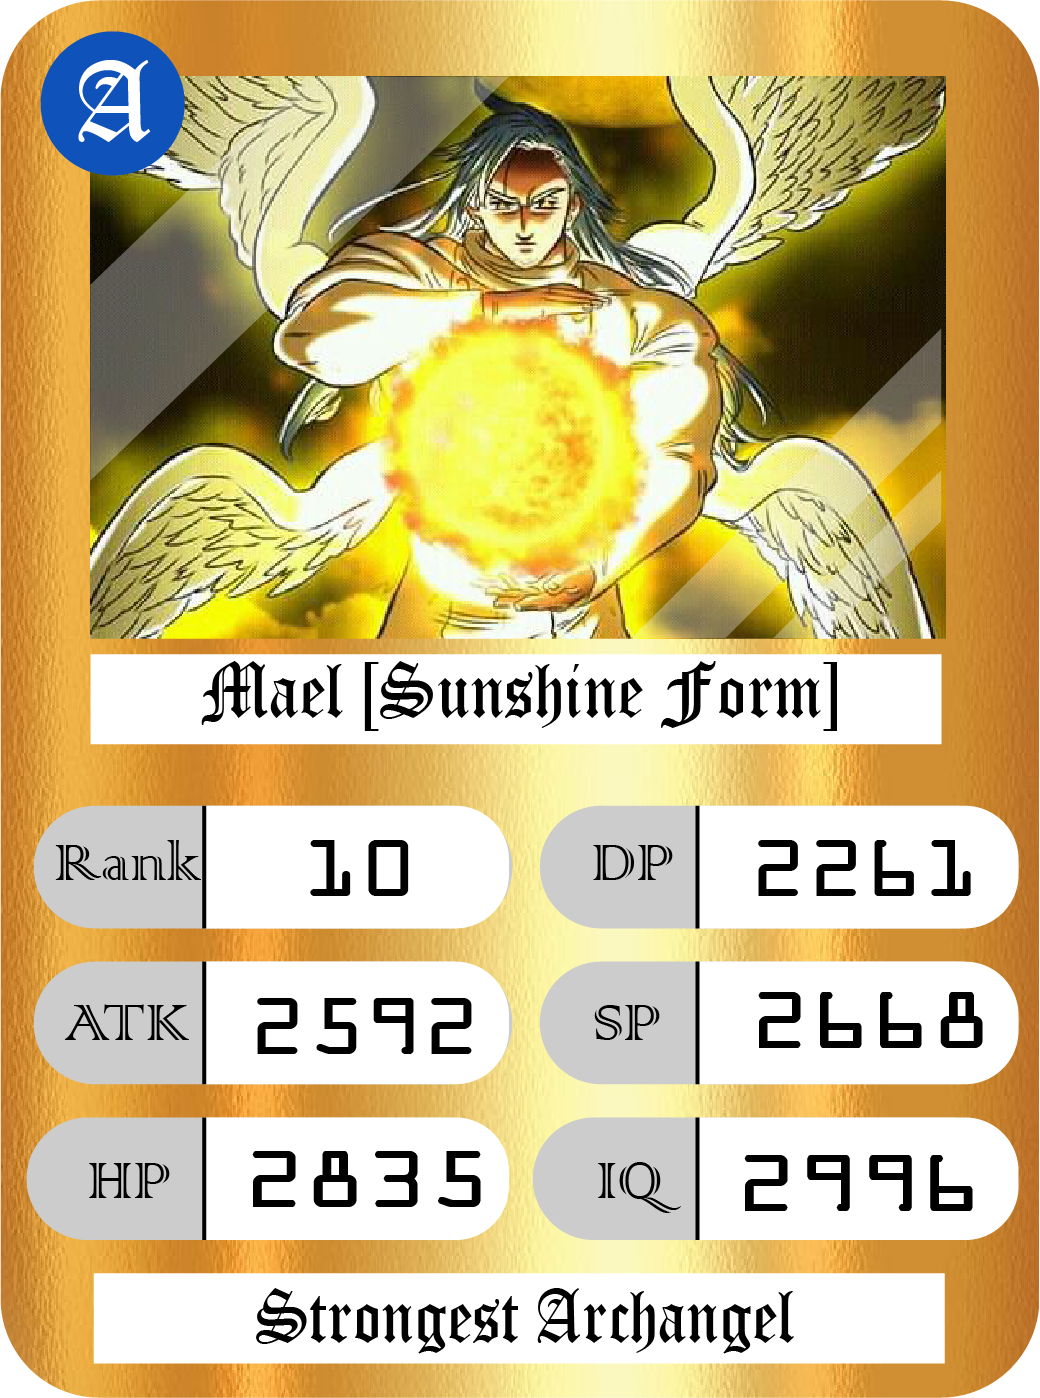 A
Mael [Sunshine Form]
Rank 10
DP 2261
ATK 2592
SP 2668
HP 2835
IQ 2996
Strongest Archangel